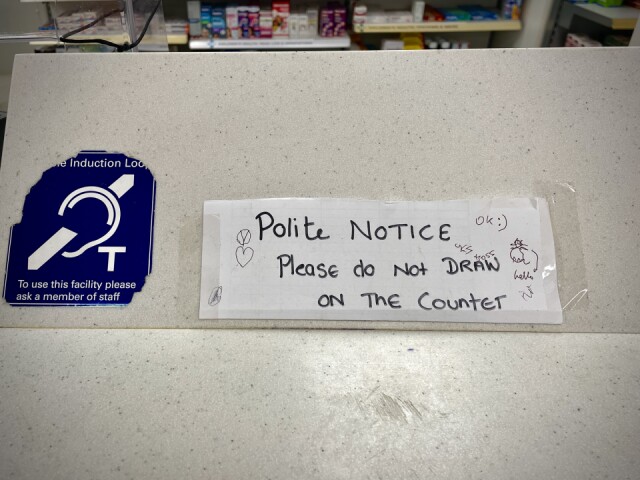 e Induction Loo
T
To use this facility please
ask a member of staff
Polite NOTICE
OK :)
Please do Not DRAW
ON THE COUNTER
hello